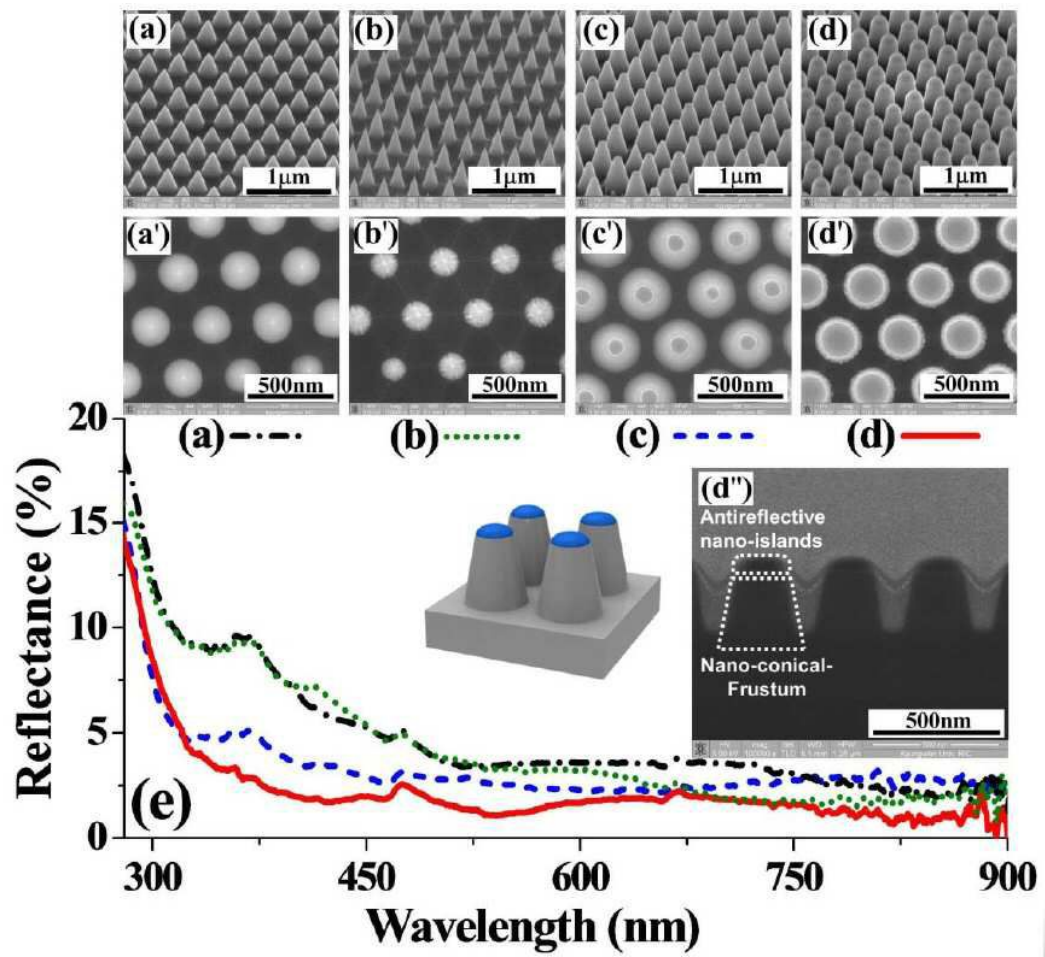 (a)
(b)
(c)
(d)
1µm
1µm
1µm
1µm
(a')
(b')
(c')
(d')
500nm
500nm
500nm
500nm
(a)
(b)
(c)
(d)
20
15
10
5
0
Reflectance (%)
(d'')
Antireflective
nano-islands
Nano-conical-
Frustum
500nm
(e)
300
450
600
750
900
Wavelength (nm)